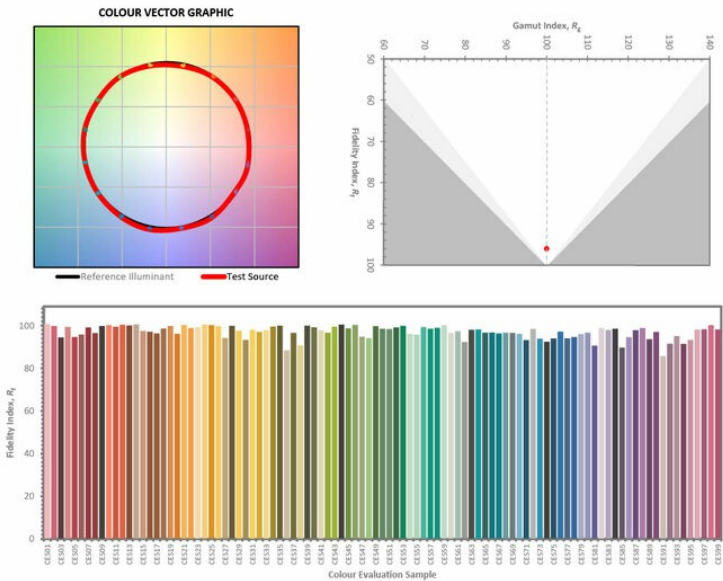 COLOUR VECTOR GRAPHIC
Reference Illuminant
Test Source
Gamut Index, Rg
60 70 80 90 100 110 120 130 140
50
60
70
80
90
100
Fidelity Index, Rf
100
80
60
40
20
0
Fidelity Index, Rf
CES01 CES03 CES05 CES07 CES09 CES11 CES13 CES15 CES17 CES19 CES21 CES23 CES25 CES27 CES29 CES31 CES33 CES35 CES37 CES39 CES41 CES43 CES45 CES47 CES49 CES51 CES53 CES55 CES57 CES59 CES61 CES63 CES65 CES67 CES69 CES71 CES73 CES75 CES77 CES79 CES81 CES83 CES85 CES87 CES89 CES91 CES93 CES95 CES97 CES99
Colour Evaluation Sample